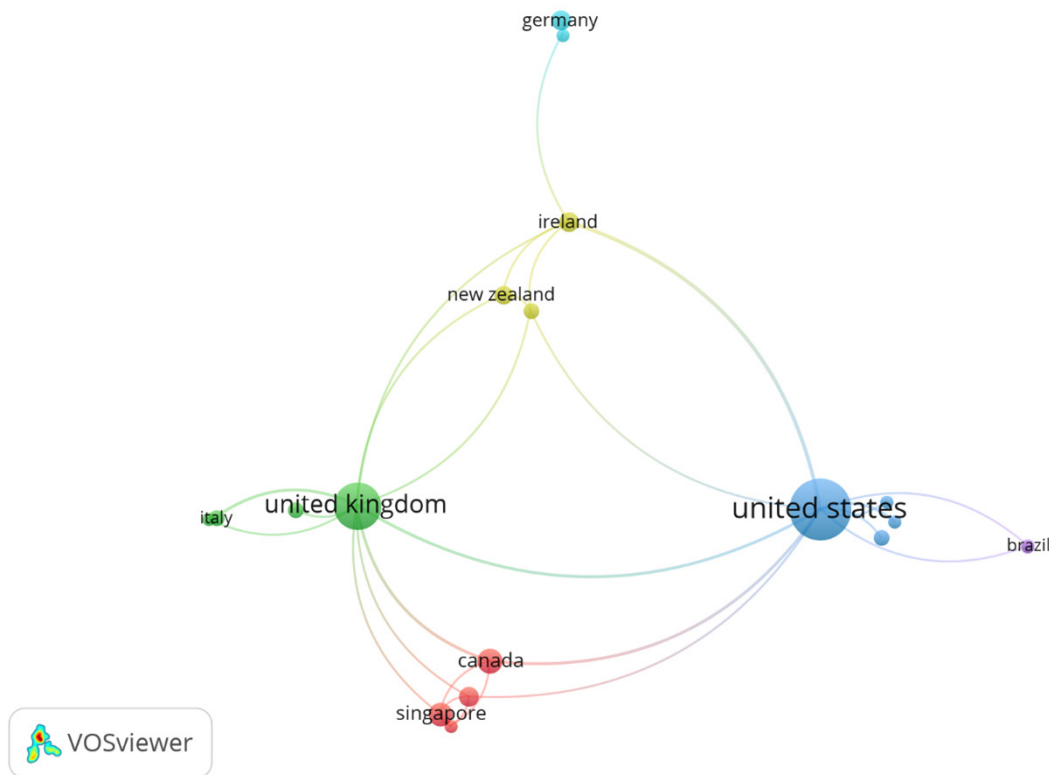 germany
ireland
new zealand
italy
united kingdom
united states
brazil
canada
singapore
VOSviewer